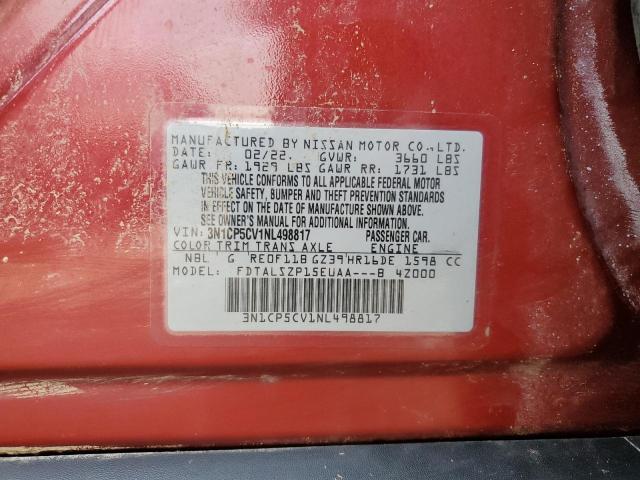 MANUFACTURED BY NISSAN MOTOR CO.,LTD.
DATE: 02/22. GVWR: 3660 LBS
GAWR FR: 1929 LBS GAWR RR: 1731 LBS
THIS VEHICLE CONFORMS TO ALL APPLICABLE FEDERAL MOTOR
VEHICLE SAFETY, BUMPER AND THEFT PREVENTION STANDARDS
IN EFFECT ON THE DATE OF MANUFACTURE SHOWN ABOVE.
SEE OWNER'S MANUAL FOR ADDITIONAL INFORMATION
VIN: 3N1CP5CV1NL498817 PASSENGER CAR.
COLOR TRIM TRANS AXLE ENGINE
NBL G RE0F11B GZ39 HR16DE 1598 CC
MODEL: FDTALSZP15EUAA---B 4Z000
3N1CP5CV1NL498817